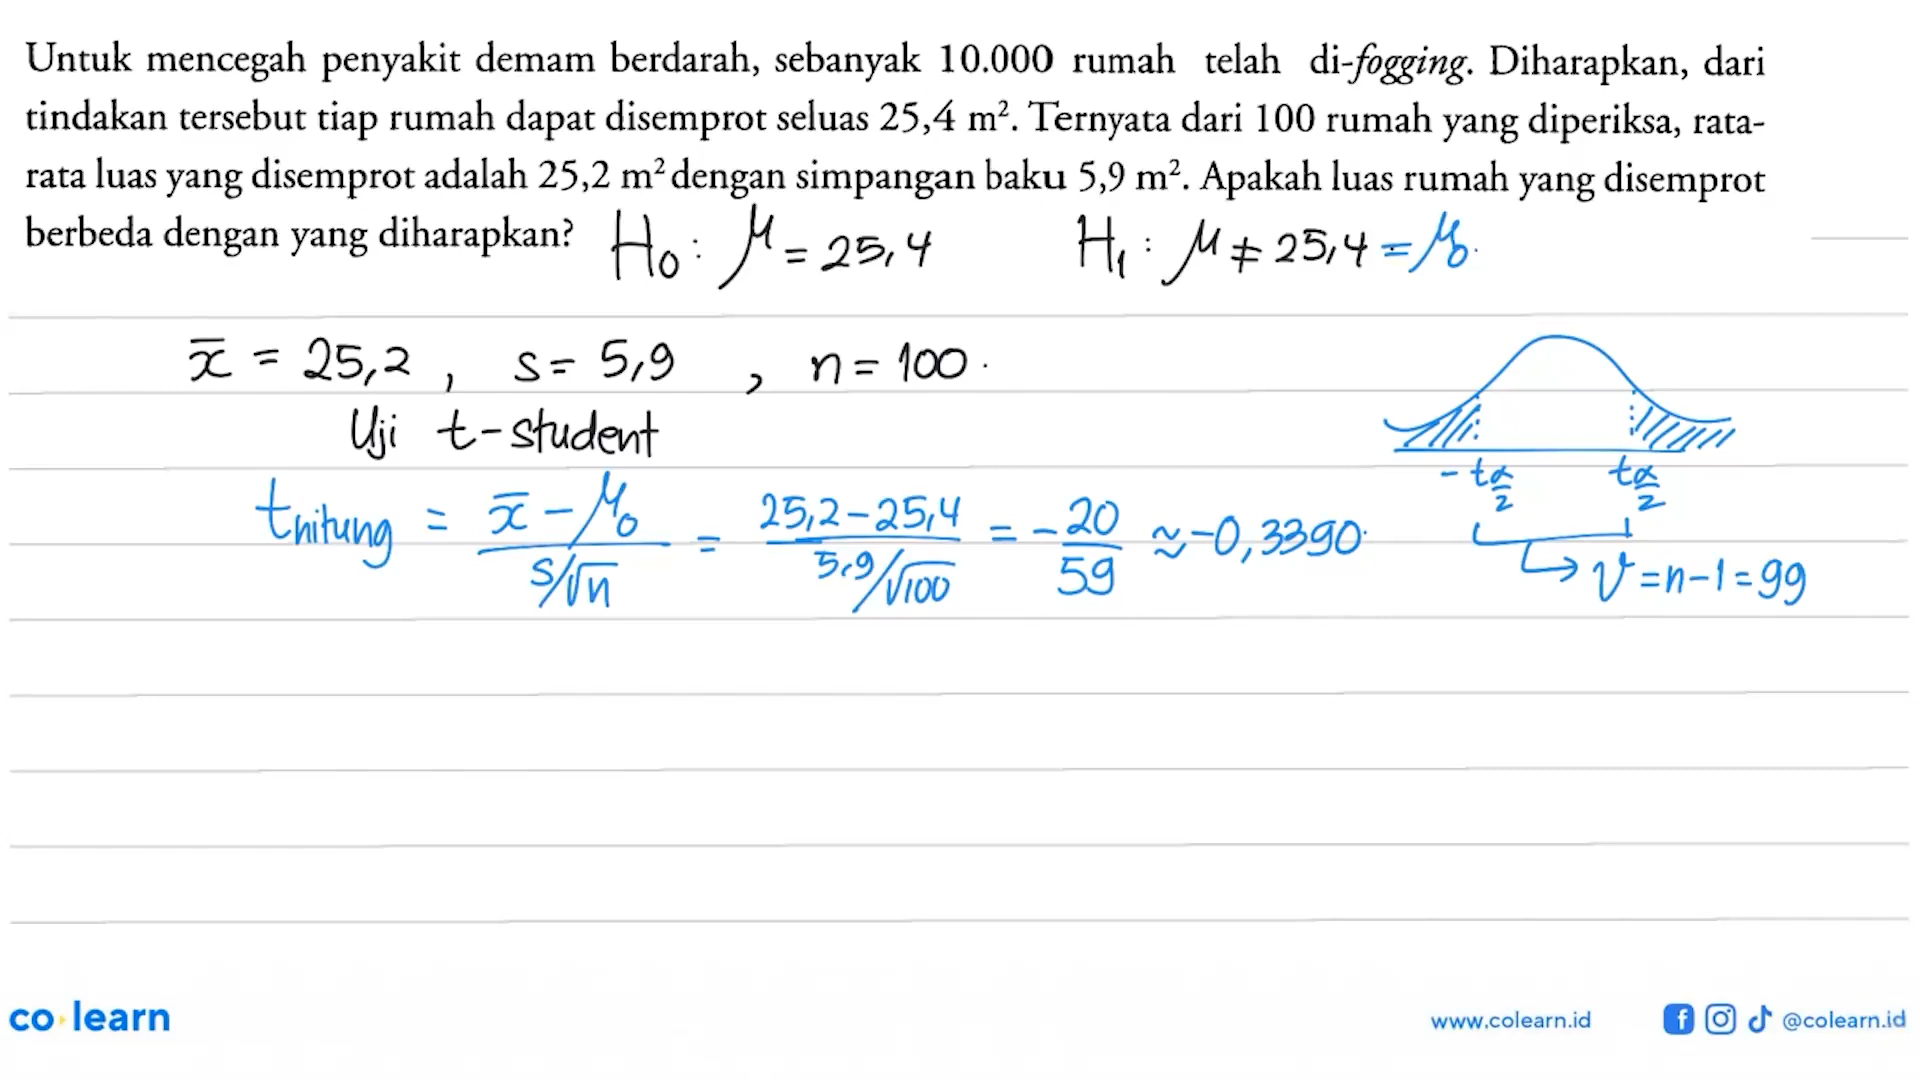 Untuk mencegah penyakit demam berdarah, sebanyak 10.000 rumah telah di-fogging. Diharapkan, dari
tindakan tersebut tiap rumah dapat disemprot seluas 25,4 m². Ternyata dari 100 rumah yang diperiksa, rata-
rata luas yang disemprot adalah 25,2 m² dengan simpangan baku 5,9 m². Apakah luas rumah yang disemprot
berbeda dengan yang diharapkan? H₀ : μ = 25,4 H₁ : μ ≠ 25,4 = μ₀.
x̄ = 25,2 , s = 5,9 , n = 100.
Uji t-student
-tα/2 tα/2
t hitung = (x̄ - μ₀)/(s/√n) = (25,2 - 25,4)/(5,9/√100) = -20/59 ≈ -0,3390.
↳ v = n-1 = 99
co learn
www.colearn.id @colearn.id